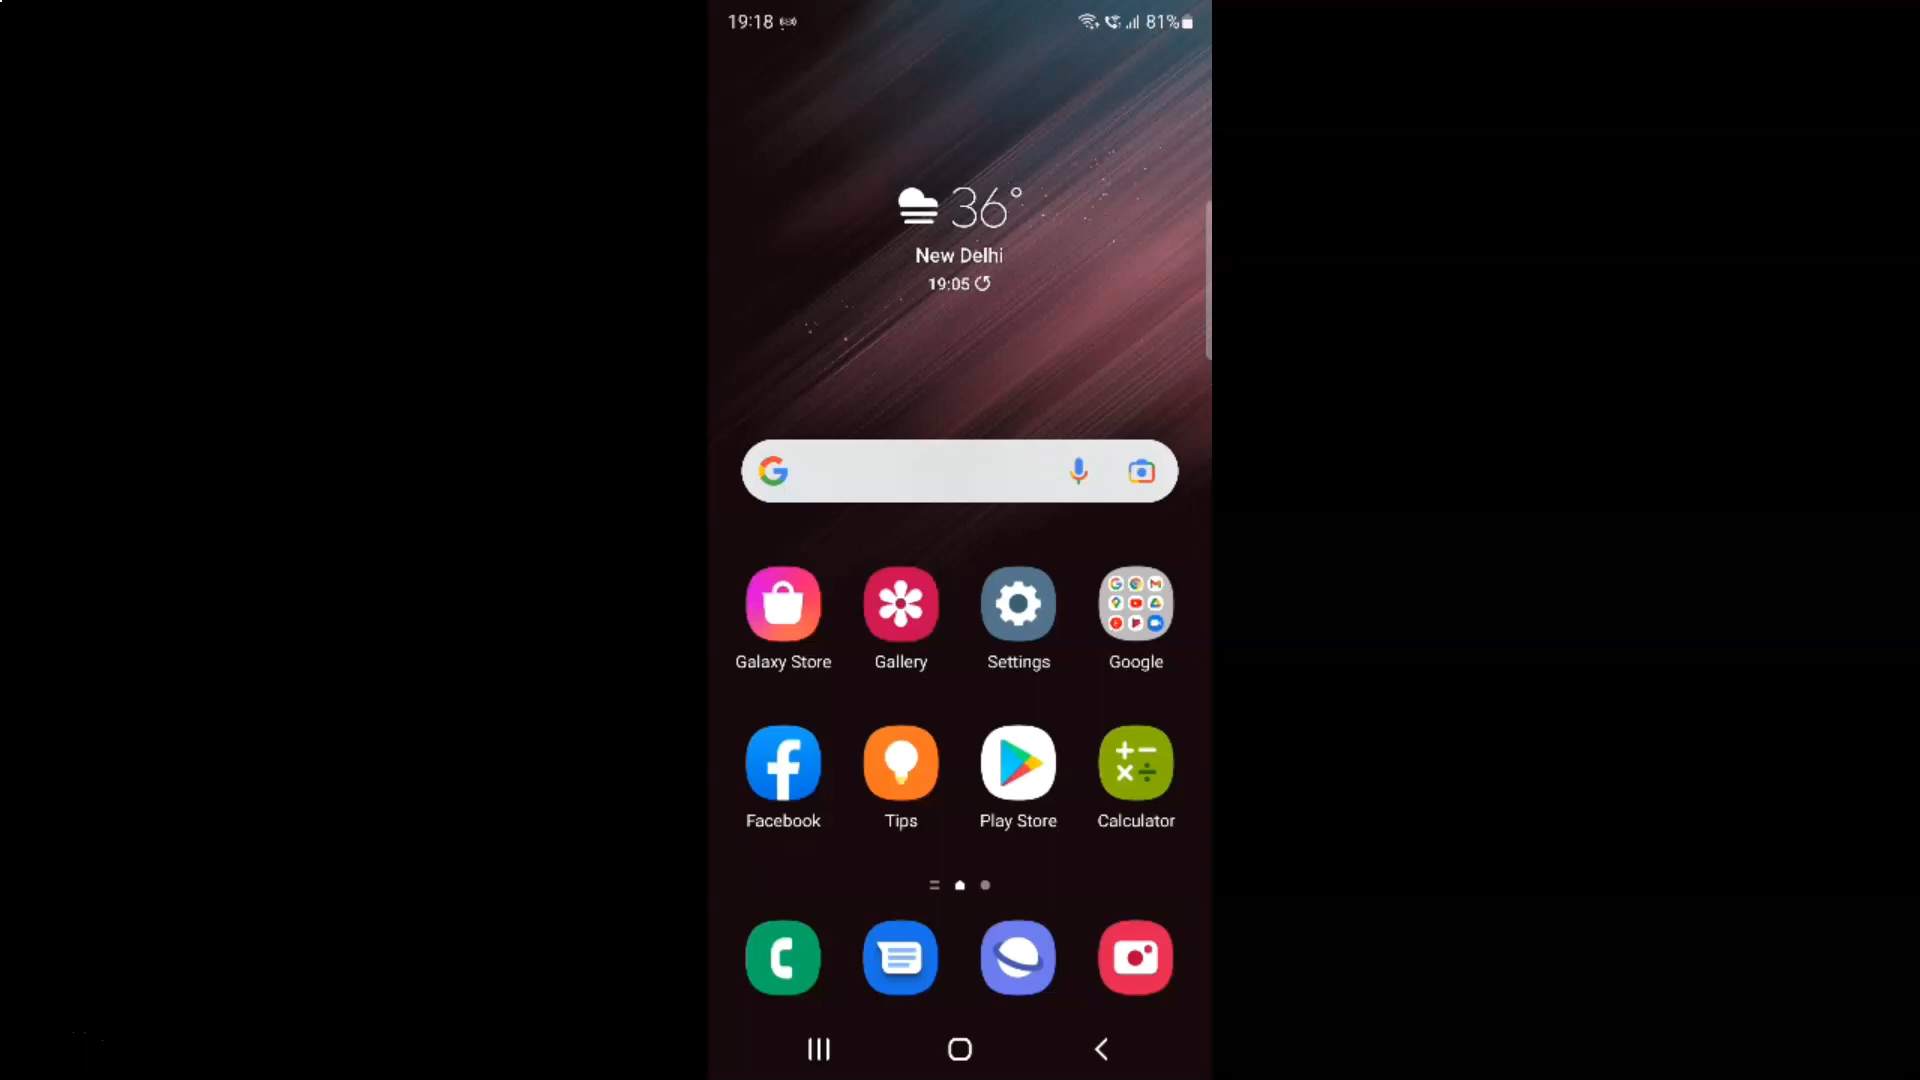 19:18 81%
36°
New Delhi
19:05
Galaxy Store Gallery Settings Google
Facebook Tips Play Store Calculator